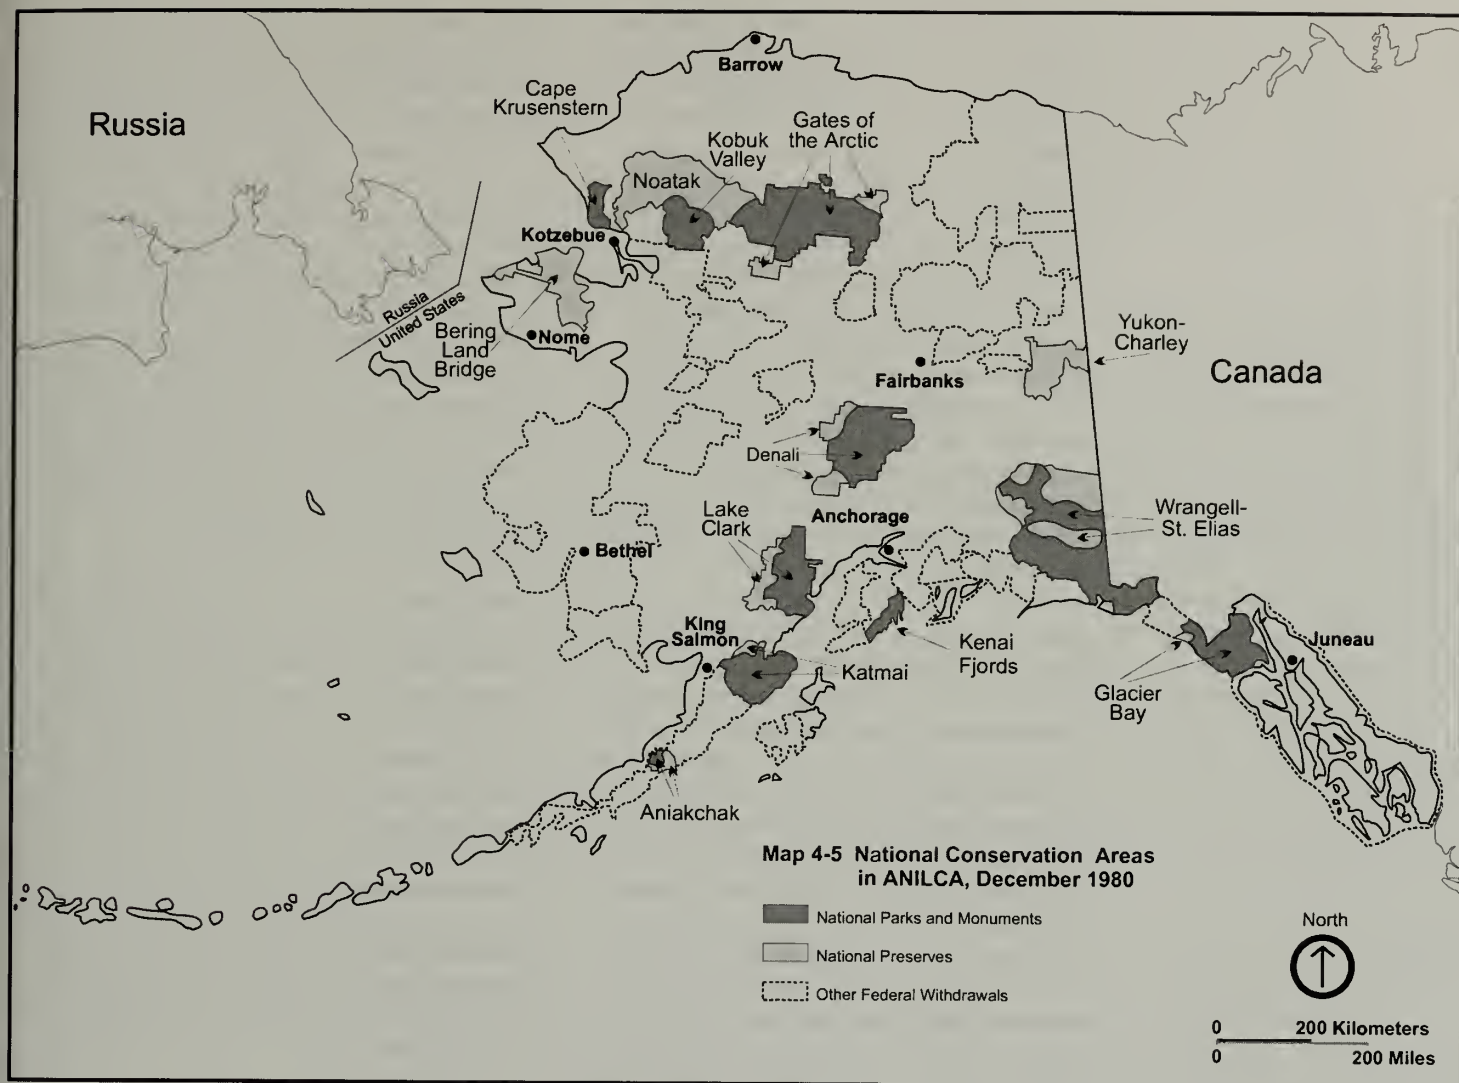 Barrow
Cape
Krusenstern
Russia
Gates of
the Arctic
Kobuk
Valley
Noatak
Kotzebue
Russia
United States
Bering
Land
Bridge
Nome
Yukon-
Charley
Fairbanks
Canada
Denali
Lake
Clark
Anchorage
Wrangell-
St. Elias
Bethel
King
Salmon
Katmai
Kenai
Fjords
Juneau
Glacier
Bay
Aniakchak
Map 4-5 National Conservation Areas
in ANILCA, December 1980
National Parks and Monuments
National Preserves
Other Federal Withdrawals
North
0 200 Kilometers
0 200 Miles